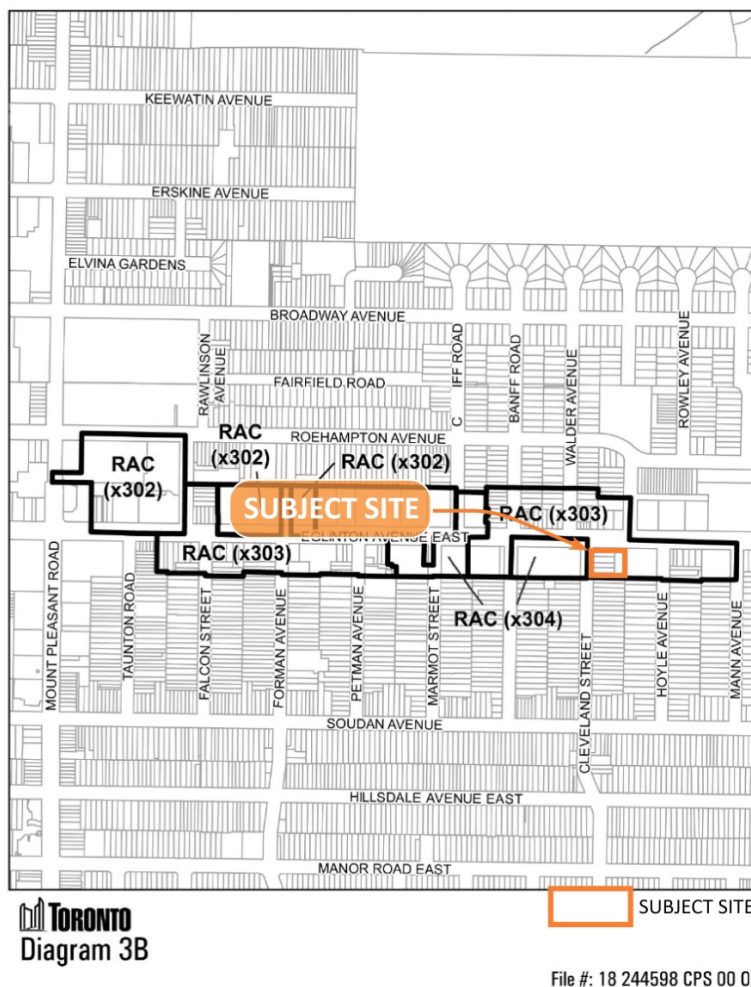 KEEWATIN AVENUE
ERSKINE AVENUE
ELVINA GARDENS
BROADWAY AVENUE
RAWLINSON
AVENUE
FAIRFIELD ROAD
C IFF ROAD
BANFF ROAD
WALDER AVENUE
ROWLEY AVENUE
ROEHAMPTON AVENUE
RAC
(x302)
RAC
(x302)
RAC (x302)
SUBJECT SITE
RAC (x303)
EGLINTON AVENUE EAST
RAC (x303)
RAC (x304)
MOUNT PLEASANT ROAD
TAUNTON ROAD
FALCON STREET
FORMAN AVENUE
PETMAN AVENUE
MARMOT STREET
CLEVELAND STREET
HOYLE AVENUE
MANN AVENUE
SOUDAN AVENUE
HILLSDALE AVENUE EAST
MANOR ROAD EAST
TORONTO
Diagram 3B
SUBJECT SITE
File #: 18 244598 CPS 00 0